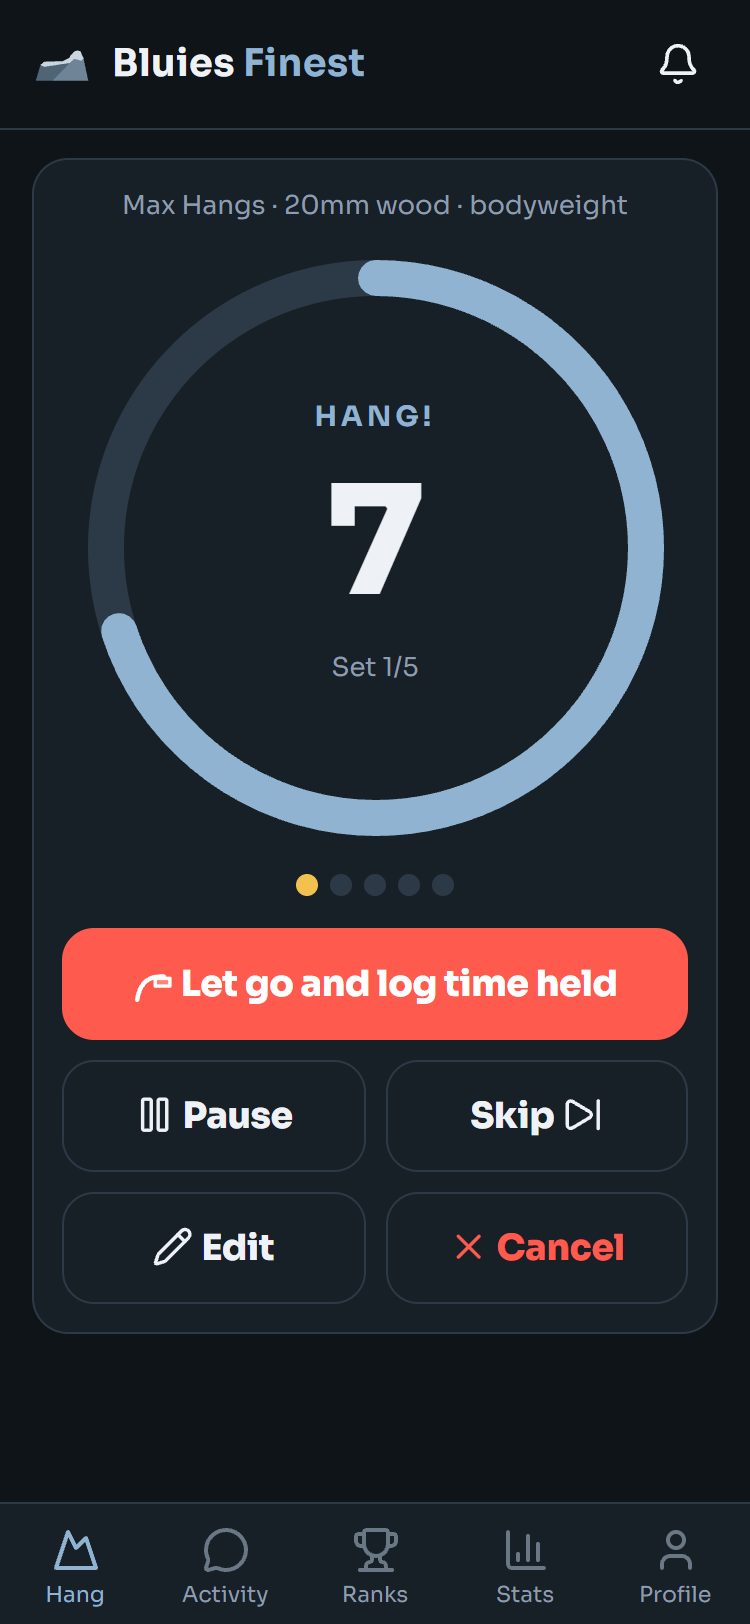 Bluies Finest
Max Hangs · 20mm wood · bodyweight
HANG!
7
Set 1/5
Let go and log time held
Pause
Skip
Edit
Cancel
Hang
Activity
Ranks
Stats
Profile